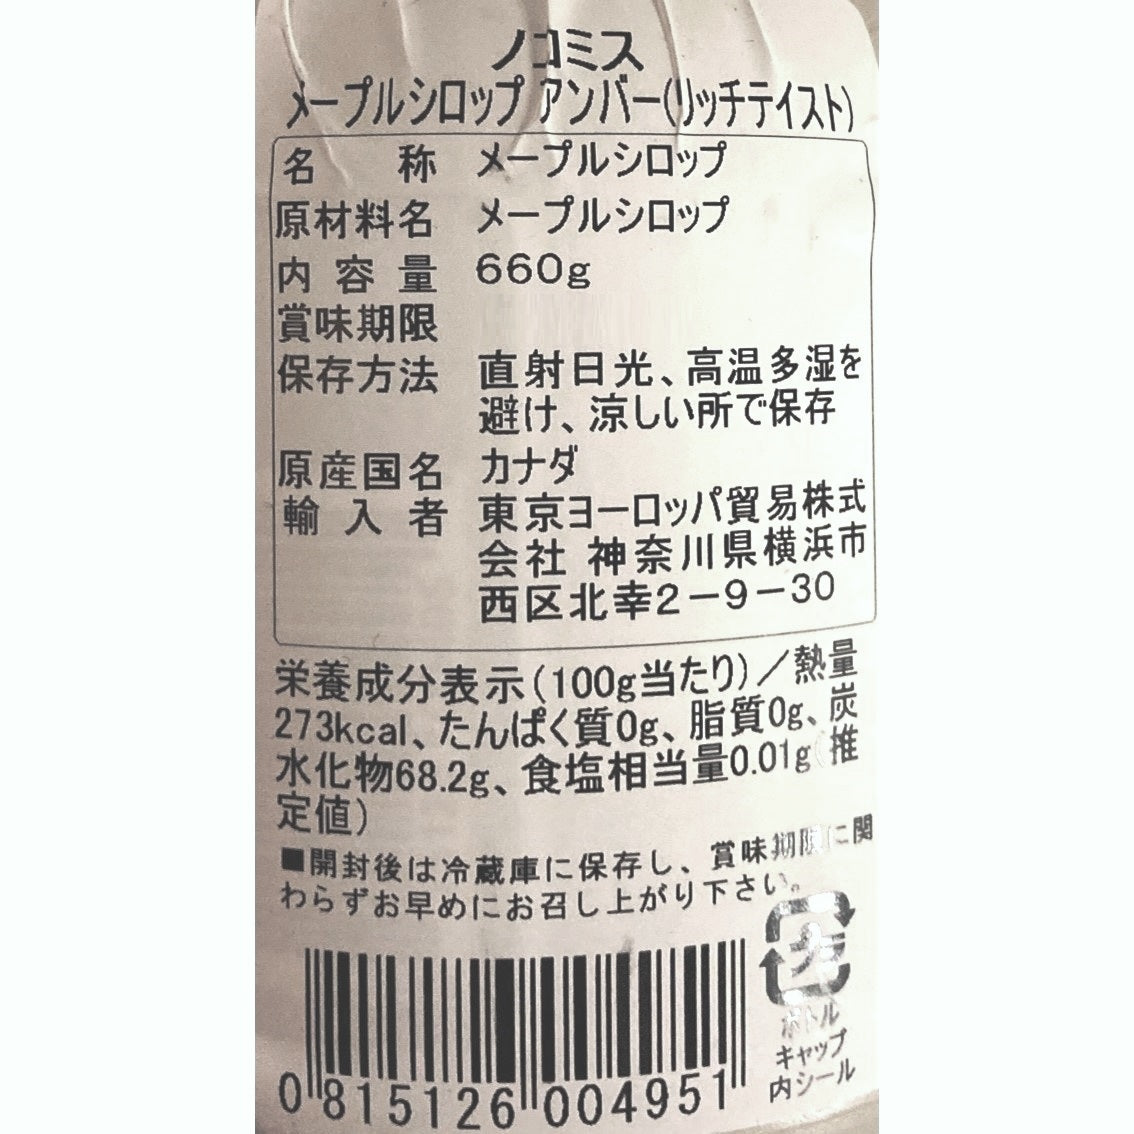 ノコミス
メープルシロップ アンバー(リッチテイスト)
名称 メープルシロップ
原材料名 メープルシロップ
内容量 660g
賞味期限
保存方法 直射日光、高温多湿を
避け、涼しい所で保存
原産国名 カナダ
輸入者 東京ヨーロッパ貿易株式
会社 神奈川県横浜市
西区北幸2-9-30
栄養成分表示(100g当たり)/熱量
273kcal、たんぱく質0g、脂質0g、炭
水化物68.2g、食塩相当量0.01g(推
定値)
■開封後は冷蔵庫に保存し、賞味期限に関
わらずお早めにお召し上がり下さい。
プラ
ボトル
キャップ
内シール
0 815126 004951